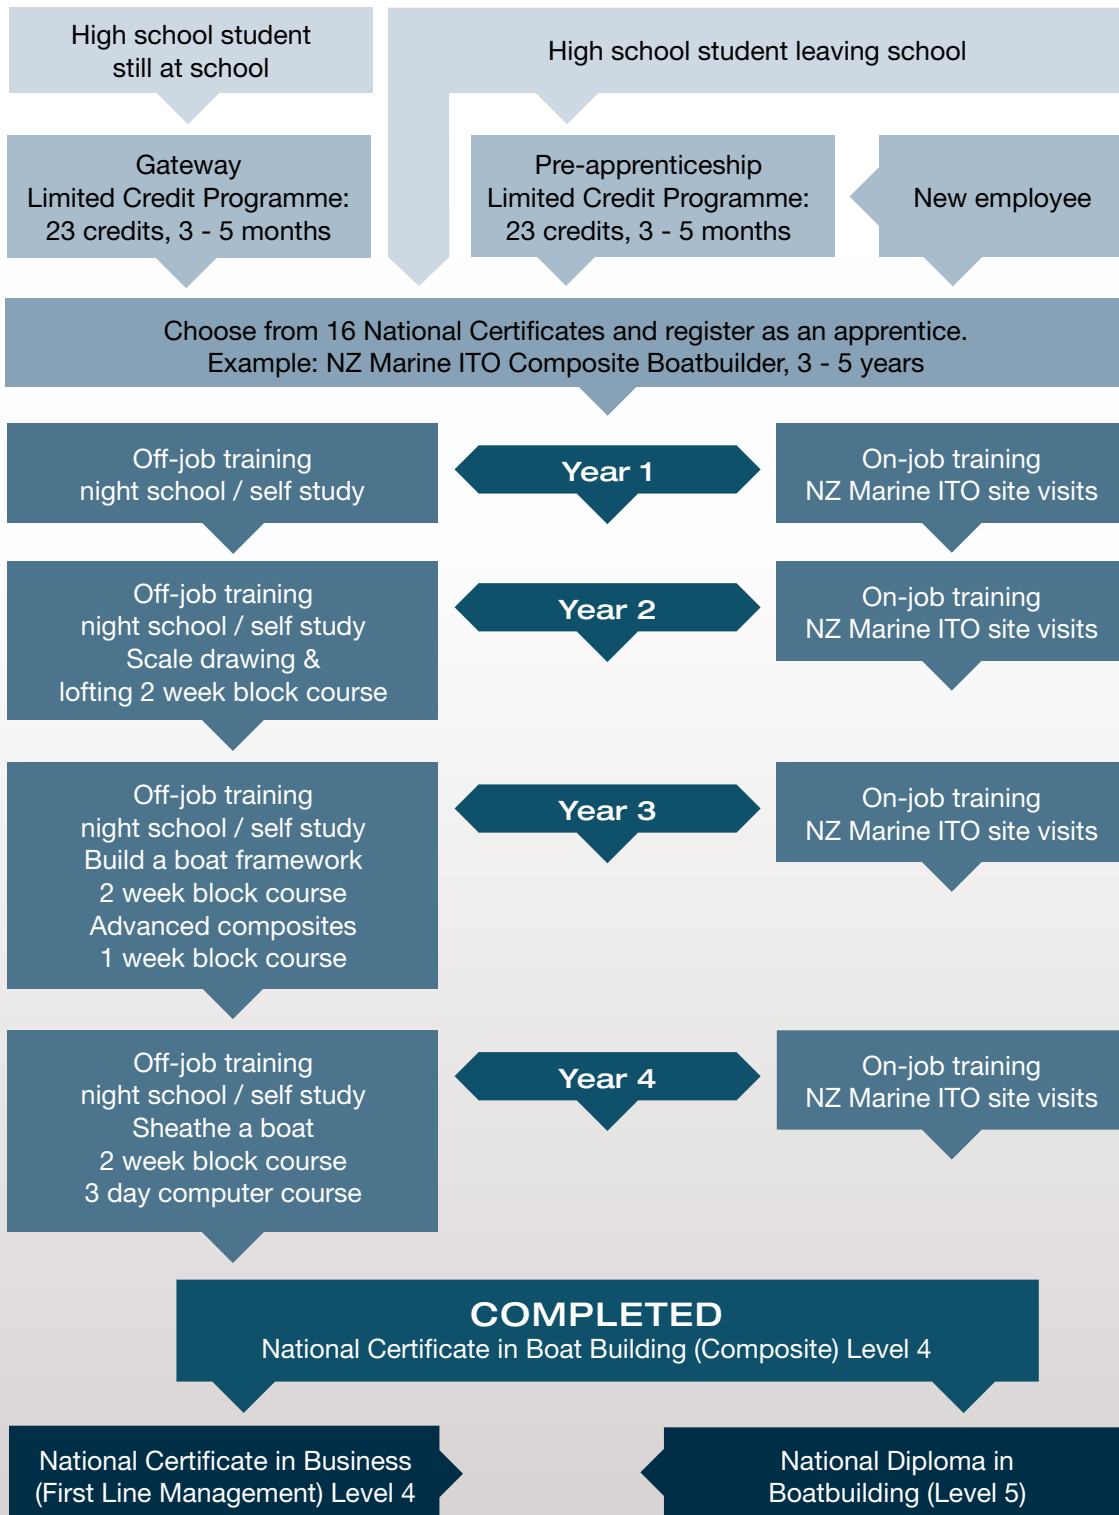 High school student
still at school
High school student leaving school
Gateway
Limited Credit Programme:
23 credits, 3 - 5 months
Pre-apprenticeship
Limited Credit Programme:
23 credits, 3 - 5 months
New employee
Choose from 16 National Certificates and register as an apprentice.
Example: NZ Marine ITO Composite Boatbuilder, 3 - 5 years
Off-job training
night school / self study
Year 1
On-job training
NZ Marine ITO site visits
Off-job training
night school / self study
Scale drawing &
lofting 2 week block course
Year 2
On-job training
NZ Marine ITO site visits
Off-job training
night school / self study
Build a boat framework
2 week block course
Advanced composites
1 week block course
Year 3
On-job training
NZ Marine ITO site visits
Off-job training
night school / self study
Sheathe a boat
2 week block course
3 day computer course
Year 4
On-job training
NZ Marine ITO site visits
COMPLETED
National Certificate in Boat Building (Composite) Level 4
National Certificate in Business
(First Line Management) Level 4
National Diploma in
Boatbuilding (Level 5)